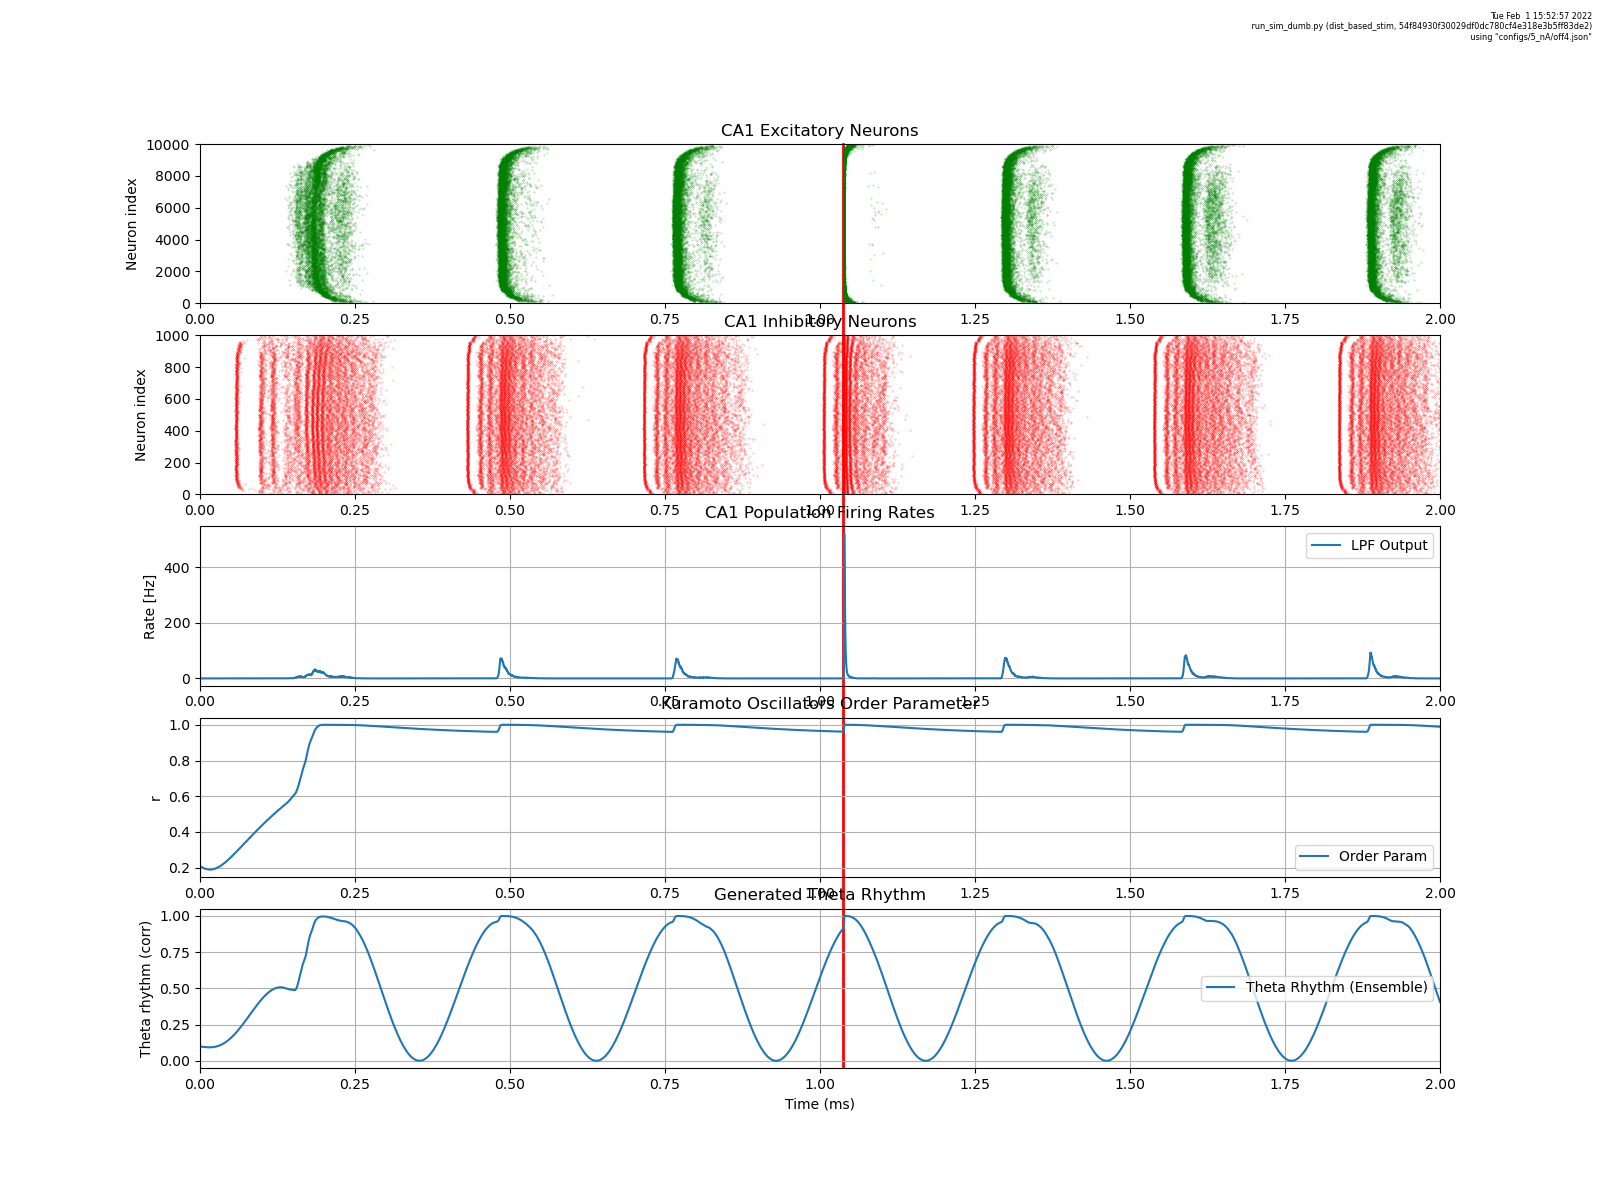 Tue Feb 1 15:52:57 2022
run_sim_dumb.py (dist_based_stim, 54f84930f30029df0dc780cf4e318e3b5ff83de2)
using "configs/5_nA/off4.json"
CA1 Excitatory Neurons
Neuron index
10000
8000
6000
4000
2000
0
0.00 0.25 0.50 0.75 1.00 1.25 1.50 1.75 2.00
CA1 Inhibitory Neurons
Neuron index
1000
800
600
400
200
0
0.00 0.25 0.50 0.75 1.00 1.25 1.50 1.75 2.00
CA1 Population Firing Rates
Rate [Hz]
400
200
0
LPF Output
0.00 0.25 0.50 0.75 1.00 1.25 1.50 1.75 2.00
Kuramoto Oscillators Order Parameter
r
1.0
0.8
0.6
0.4
0.2
Order Param
0.00 0.25 0.50 0.75 1.00 1.25 1.50 1.75 2.00
Generated Theta Rhythm
Theta rhythm (corr)
1.00
0.75
0.50
0.25
0.00
Theta Rhythm (Ensemble)
0.00 0.25 0.50 0.75 1.00 1.25 1.50 1.75 2.00
Time (ms)